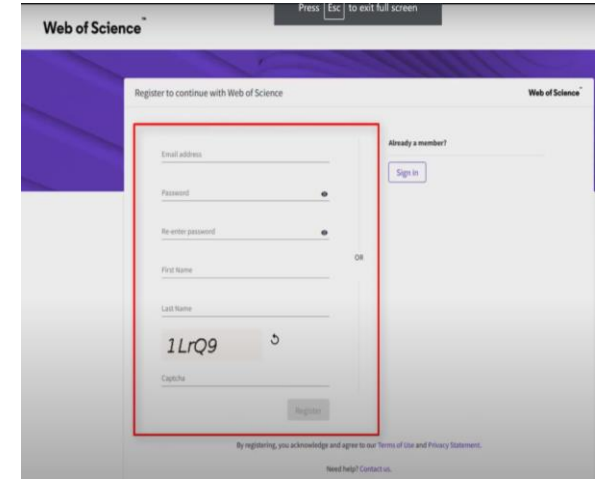 Press Esc to exit full screen
Web of Science™
Register to continue with Web of Science
Web of Science™
Email address
Already a member?
Sign in
Password
Re-enter password
OR
First Name
Last Name
1LrQ9
Captcha
Register
By registering, you acknowledge and agree to our Terms of Use and Privacy Statement.
Need help? Contact us.